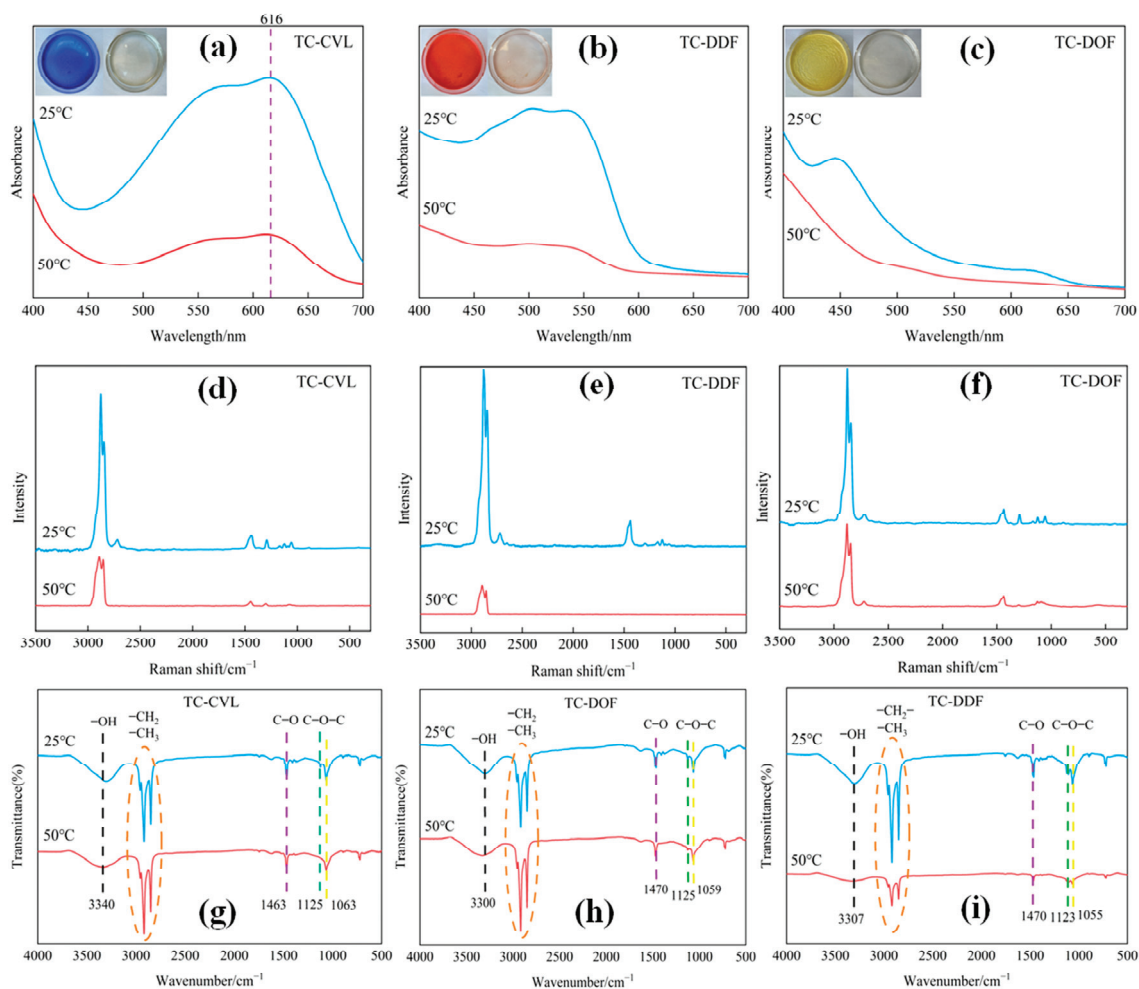 616
(a)
TC-CVL
25℃
50℃
Absorbance
400 450 500 550 600 650 700
Wavelength/nm
(b)
TC-DDF
25℃
50℃
Absorbance
400 450 500 550 600 650 700
Wavelength/nm
(c)
TC-DOF
25℃
50℃
Absorbance
400 500 600 700
Wavelength/nm
(d)
TC-CVL
25℃
50℃
Intensity
3500 3000 2500 2000 1500 1000 500
Raman shift/cm⁻¹
(e)
TC-DDF
25℃
50℃
Intensity
3500 3000 2500 2000 1500 1000 500
Raman shift/cm⁻¹
(f)
TC-DOF
25℃
50℃
Intensity
3500 3000 2500 2000 1500 1000 500
Raman shift/cm⁻¹
TC-CVL
−OH
−CH₂
−CH₃
C−O
C−O−C
25℃
50℃
3340
1463
1125
1063
(g)
Transmittance(%)
4000 3500 3000 2500 2000 1500 1000 500
Wavenumber/cm⁻¹
TC-DOF
−OH
−CH₂
−CH₃
C−O
C−O−C
25℃
50℃
3300
1470
1125
1059
(h)
Transmittance(%)
4000 3500 3000 2500 2000 1500 1000 500
Wavenumber/cm⁻¹
TC-DDF
−OH
−CH₂−
−CH₃
C−O
C−O−C
25℃
50℃
3307
1470
1123
1055
(i)
Transmittance(%)
4000 3500 3000 2500 2000 1500 1000 500
Wavenumber/cm⁻¹